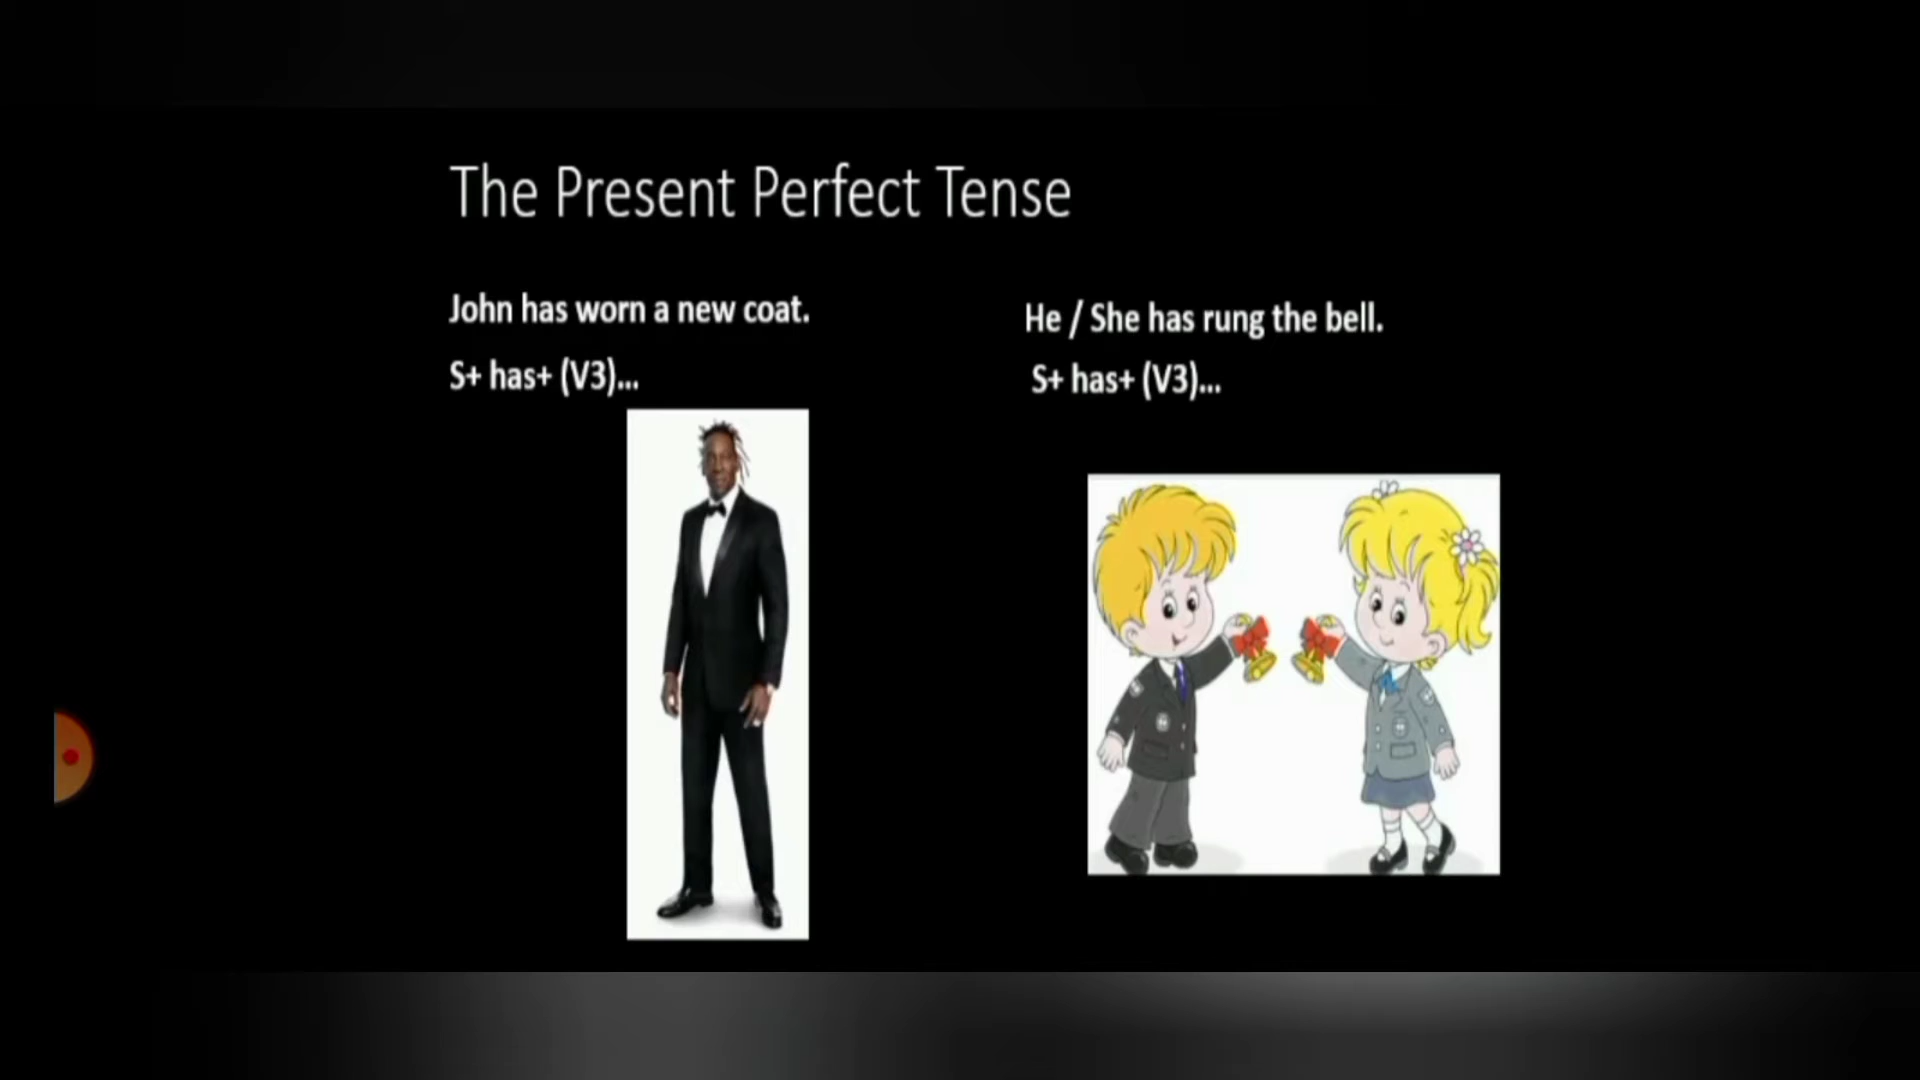 The Present Perfect Tense
John has worn a new coat.
S+ has+ (V3)...
He / She has rung the bell.
S+ has+ (V3)...